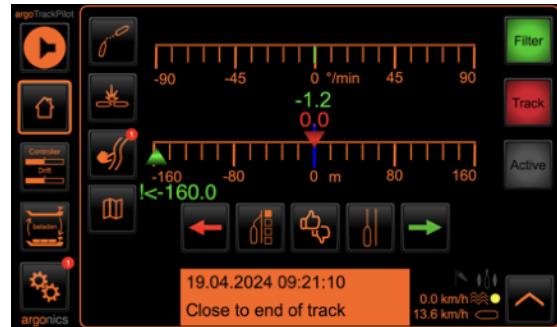 argoTrackPilot
Filter
-90 -45 0 °/min 45 90
-1.2
0.0
Track
1
Controller
Drift
-160 -80 0 m 80 160
!<-160.0
Active
beladen
1
19.04.2024 09:21:10
Close to end of track
0.0 km/h
13.6 km/h
argonics